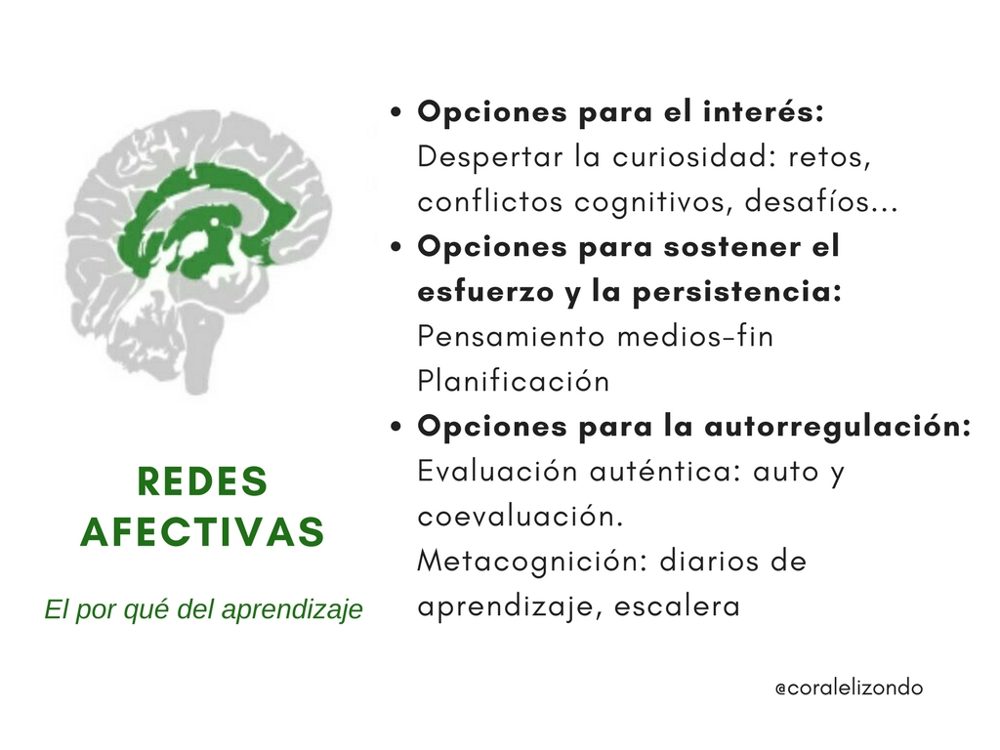 REDES
AFECTIVAS
El por qué del aprendizaje
• Opciones para el interés:
Despertar la curiosidad: retos,
conflictos cognitivos, desafíos...
• Opciones para sostener el
esfuerzo y la persistencia:
Pensamiento medios-fin
Planificación
• Opciones para la autorregulación:
Evaluación auténtica: auto y
coevaluación.
Metacognición: diarios de
aprendizaje, escalera
@coralelizondo